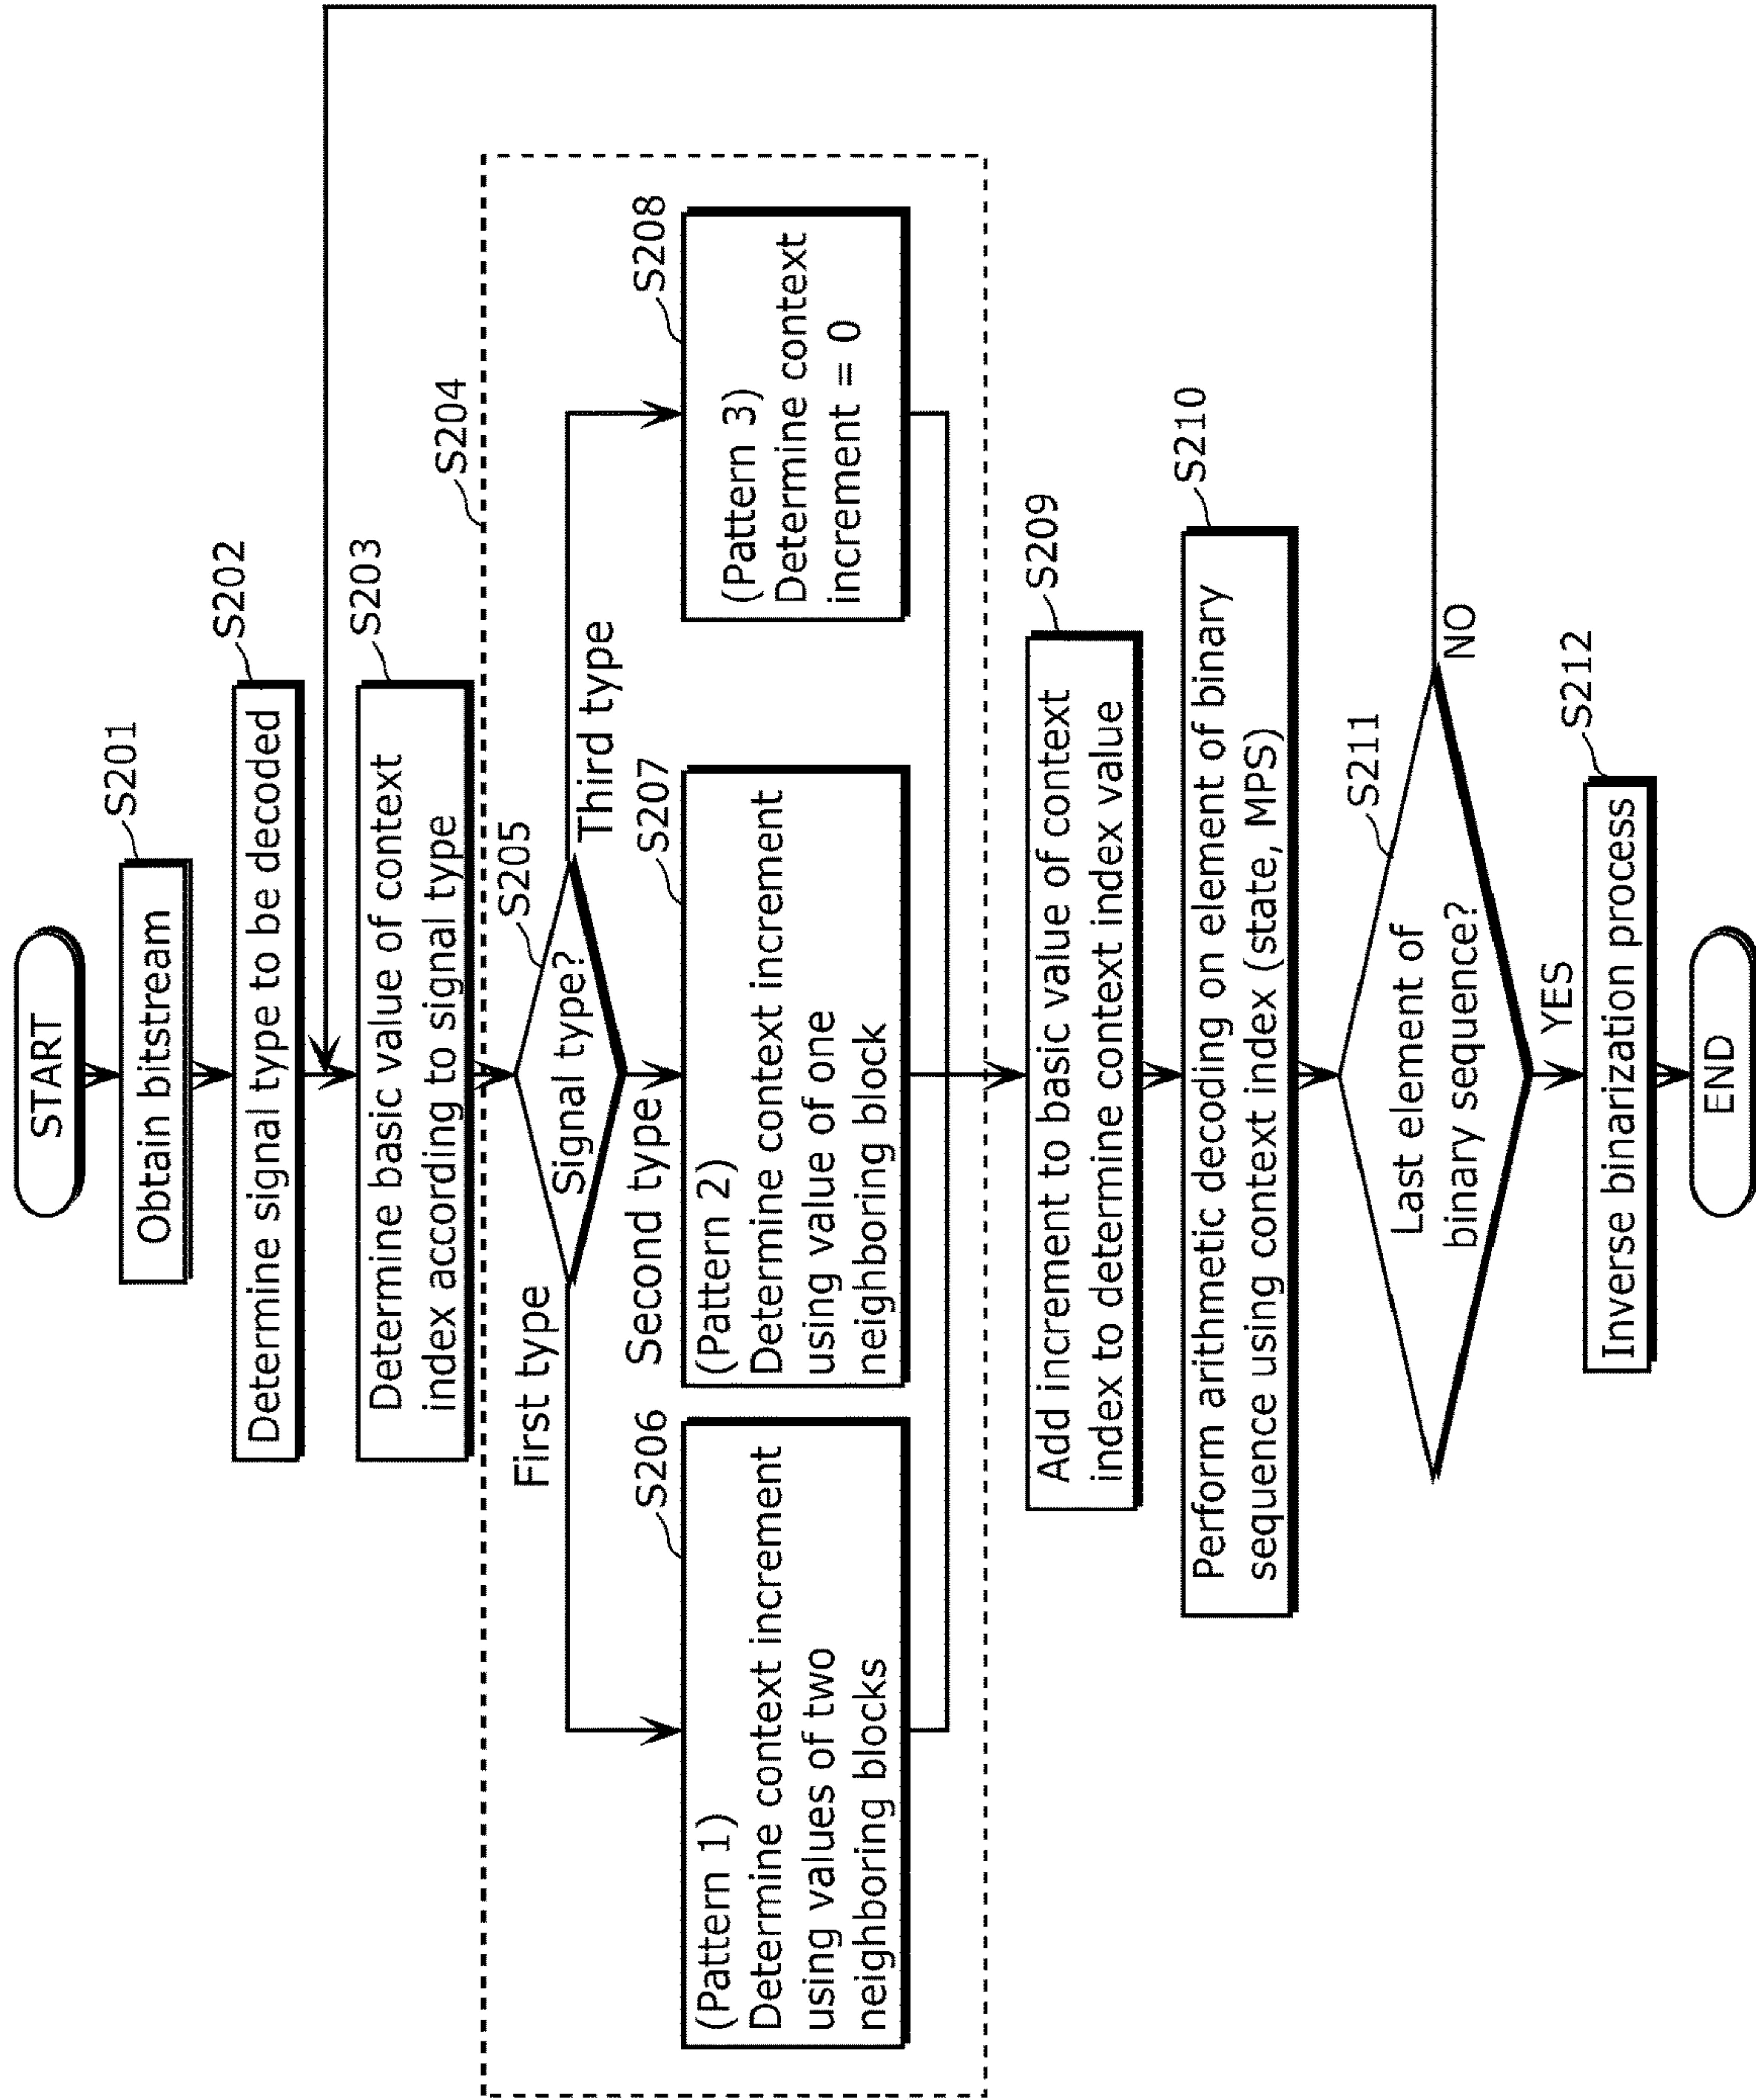 START
S201
Obtain bitstream
S202
Determine signal type to be decoded
S203
Determine basic value of context
index according to signal type
S204
S205
Signal type?
First type
Second type
Third type
S206
(Pattern 1)
Determine context increment
using values of two
neighboring blocks
S207
(Pattern 2)
Determine context increment
using value of one
neighboring block
S208
(Pattern 3)
Determine context
increment = 0
S209
Add increment to basic value of context
index to determine context index value
S210
Perform arithmetic decoding on element of binary
sequence using context index (state, MPS)
S211
Last element of
binary sequence?
NO
YES
S212
Inverse binarization process
END